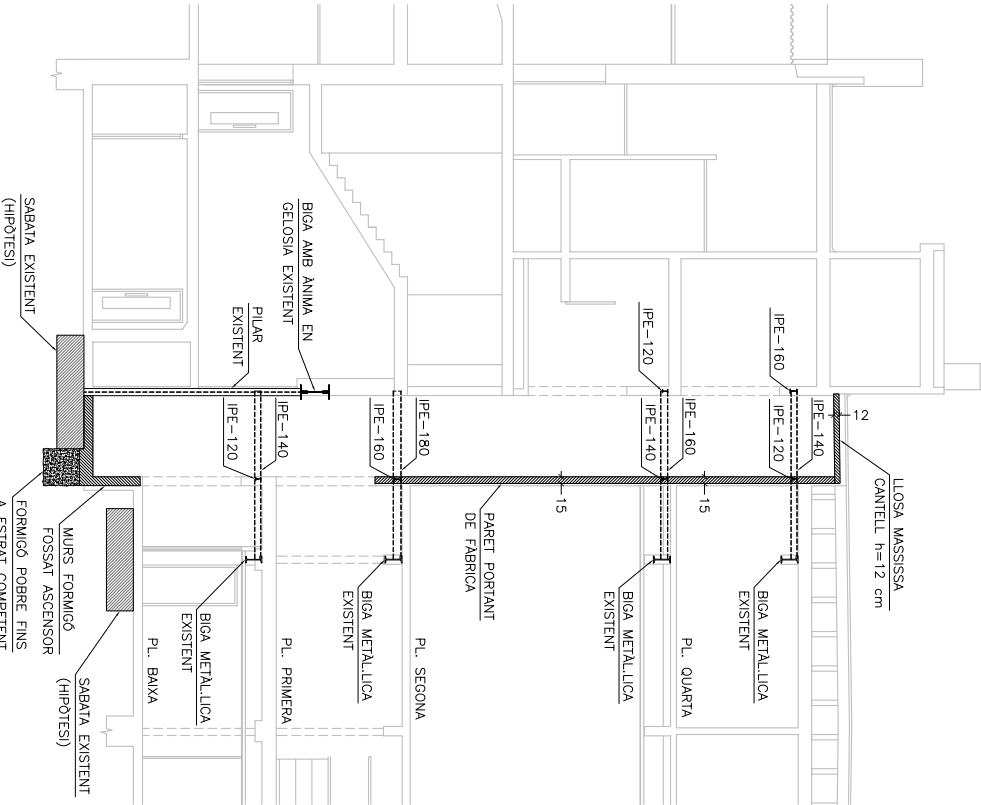 LLOSA MASSISSA
CANTELL h=12 cm
12
IPE-140
IPE-160
IPE-120
BIGA METÀL.LICA
EXISTENT
15
IPE-160
PL. QUARTA
IPE-120
IPE-140
BIGA METÀL.LICA
EXISTENT
15
PARET PORTANT
DE FÀBRICA
IPE-180
PL. SEGONA
IPE-160
BIGA METÀL.LICA
EXISTENT
BIGA AMB ÀNIMA EN
GELOSIA EXISTENT
IPE-140
PL. PRIMERA
PILAR
EXISTENT
IPE-120
BIGA METÀL.LICA
EXISTENT
PL. BAIXA
SABATA EXISTENT
(HIPÒTESI)
MURS FORMIGÓ
FOSSAT ASCENSOR
SABATA EXISTENT
(HIPÒTESI)
FORMIGÓ POBRE FINS
A ESTRAT COMPETENT